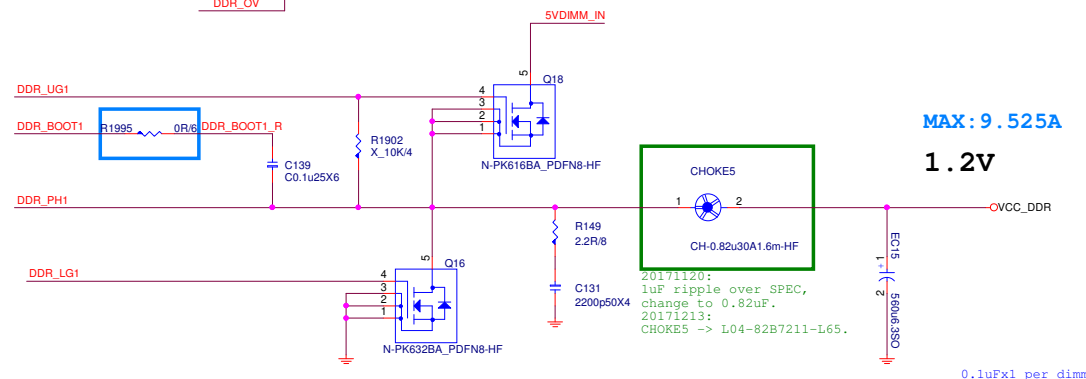 DDR_OV
5VDIMM_IN
5
Q18
DDR_UG1
4
3
2
1
DDR_BOOT1
R1995
0R/6
DDR_BOOT1_R
R1902
X_10K/4
C139
C0.1u25X6
N-PK616BA_PDFN8-HF
MAX:9.525A
1.2V
CHOKE5
DDR_PH1
1
2
VCC_DDR
R149
2.2R/8
CH-0.82u30A1.6m-HF
EC15
+
1
2
560u6.3SO
5
Q16
DDR_LG1
4
3
2
1
C131
2200p50X4
20171120:
1uF ripple over SPEC,
change to 0.82uF.
20171213:
CHOKE5 -> L04-82B7211-L65.
N-PK632BA_PDFN8-HF
0.1uFx1 per dimm